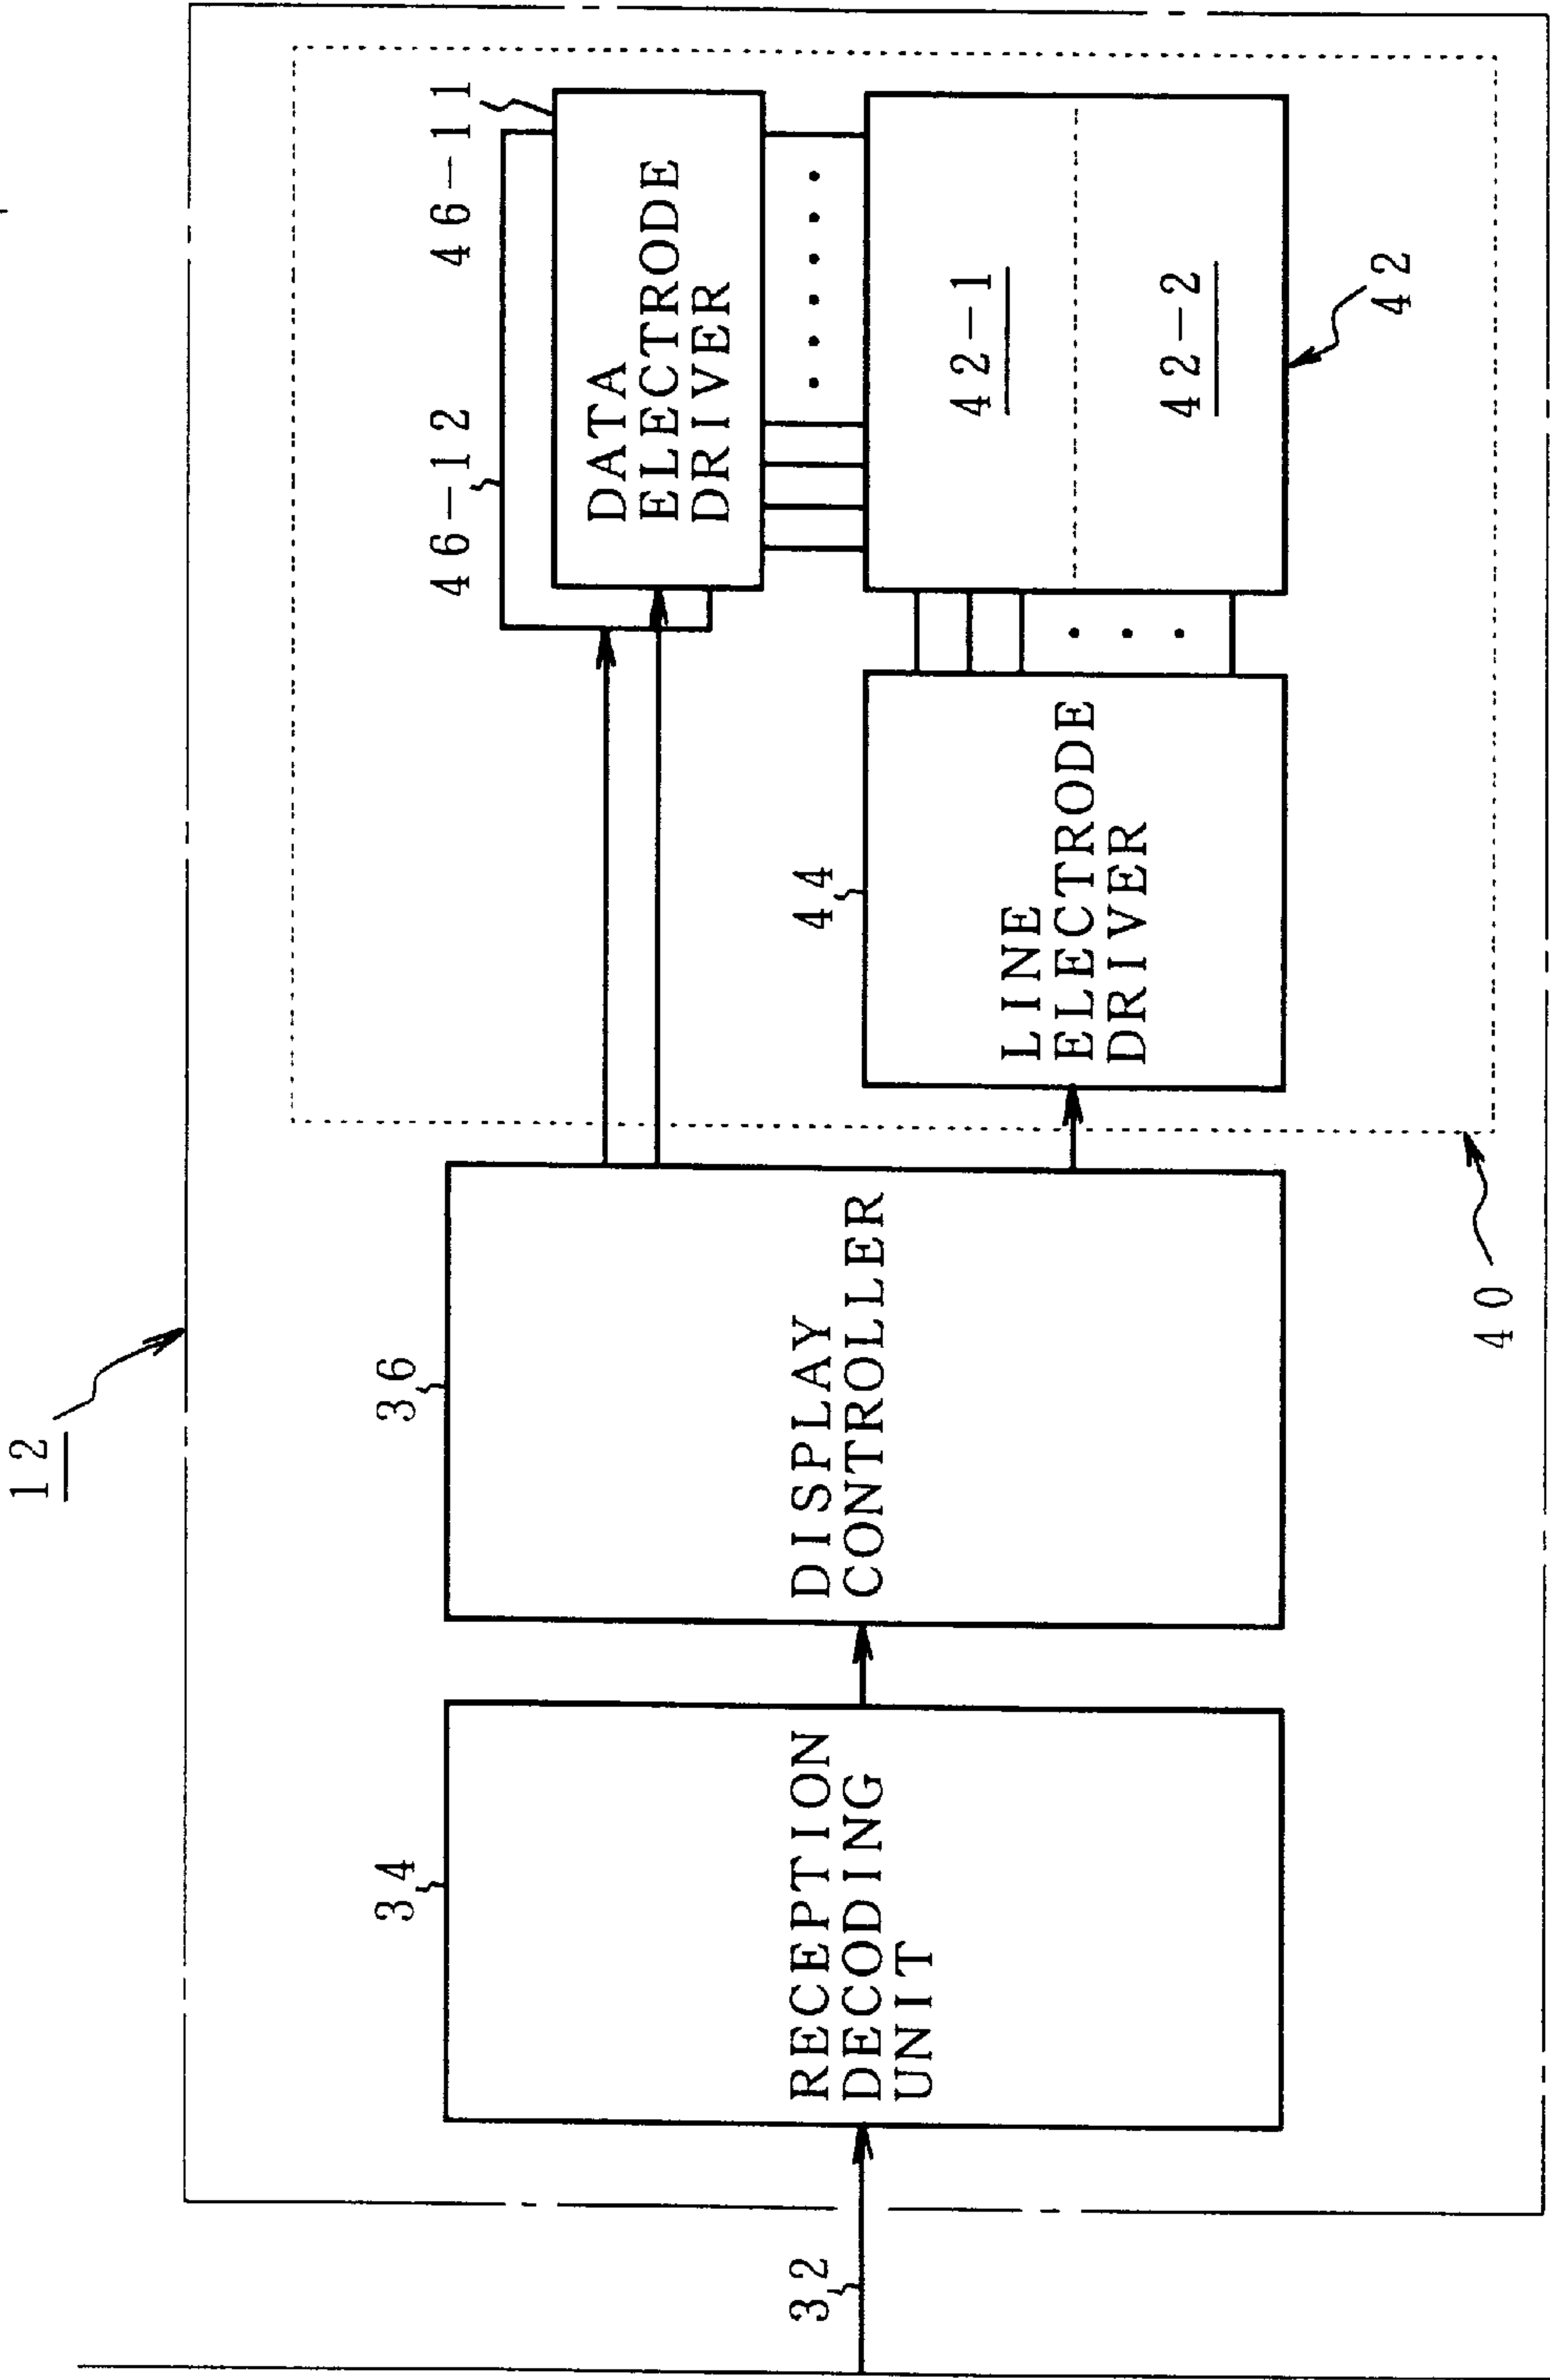 12
32
34
RECEPTION
DECODING
UNIT
36
DISPLAY
CONTROLLER
40
44
LINE
ELECTRODE
DRIVER
46-12
46-11
DATA
ELECTRODE
DRIVER
42-1
42-2
42